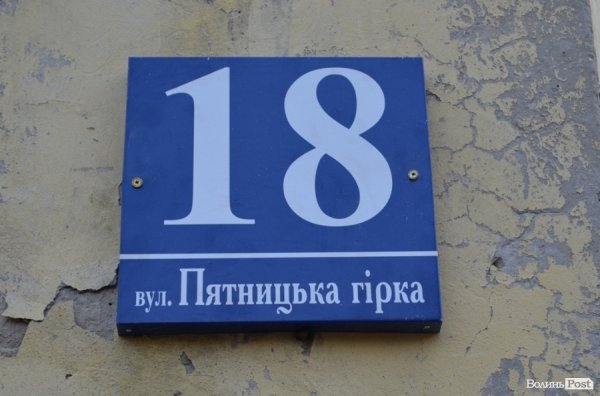 18
вул. Пятницька гірка
ВолиньPost